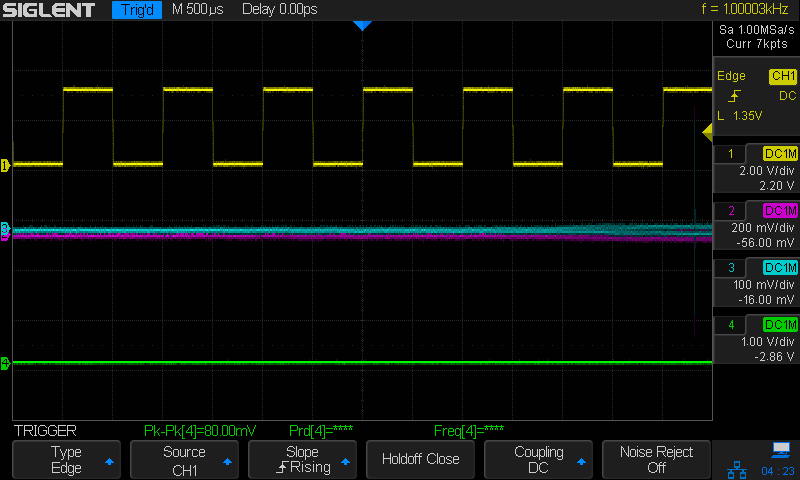 SIGLENT Trig'd M 500µs Delay 0.00ps f = 1.00003kHz
Sa 1.00MSa/s
Curr 7kpts
Edge CH1
DC
L 1.35V
1 DC1M
2.00 V/div
2.20 V
2 DC1M
200 mV/div
-56.00 mV
3 DC1M
100 mV/div
-16.00 mV
4 DC1M
1.00 V/div
-2.86 V
1
3
4
TRIGGER Pk-Pk[4]=80.00mV Prd[4]=**** Freq[4]=****
Type
Edge
Source
CH1
Slope
Rising
Holdoff Close
Coupling
DC
Noise Reject
Off
04:23